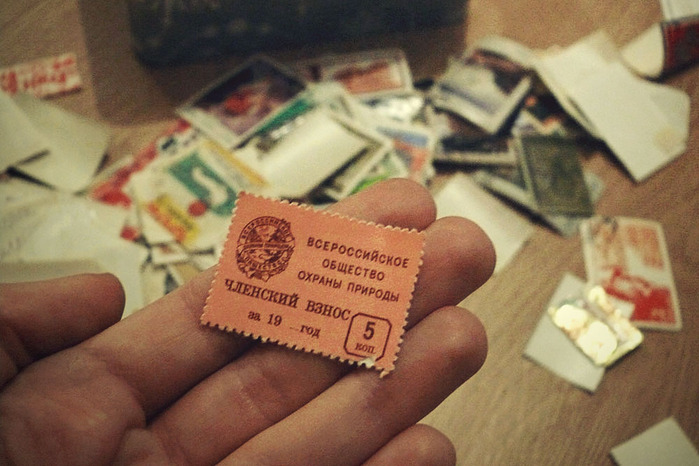 ВСЕРОССИЙСКОЕ
ОБЩЕСТВО
ОХРАНЫ ПРИРОДЫ
ЧЛЕНСКИЙ ВЗНОС
за 19 год
5
коп.